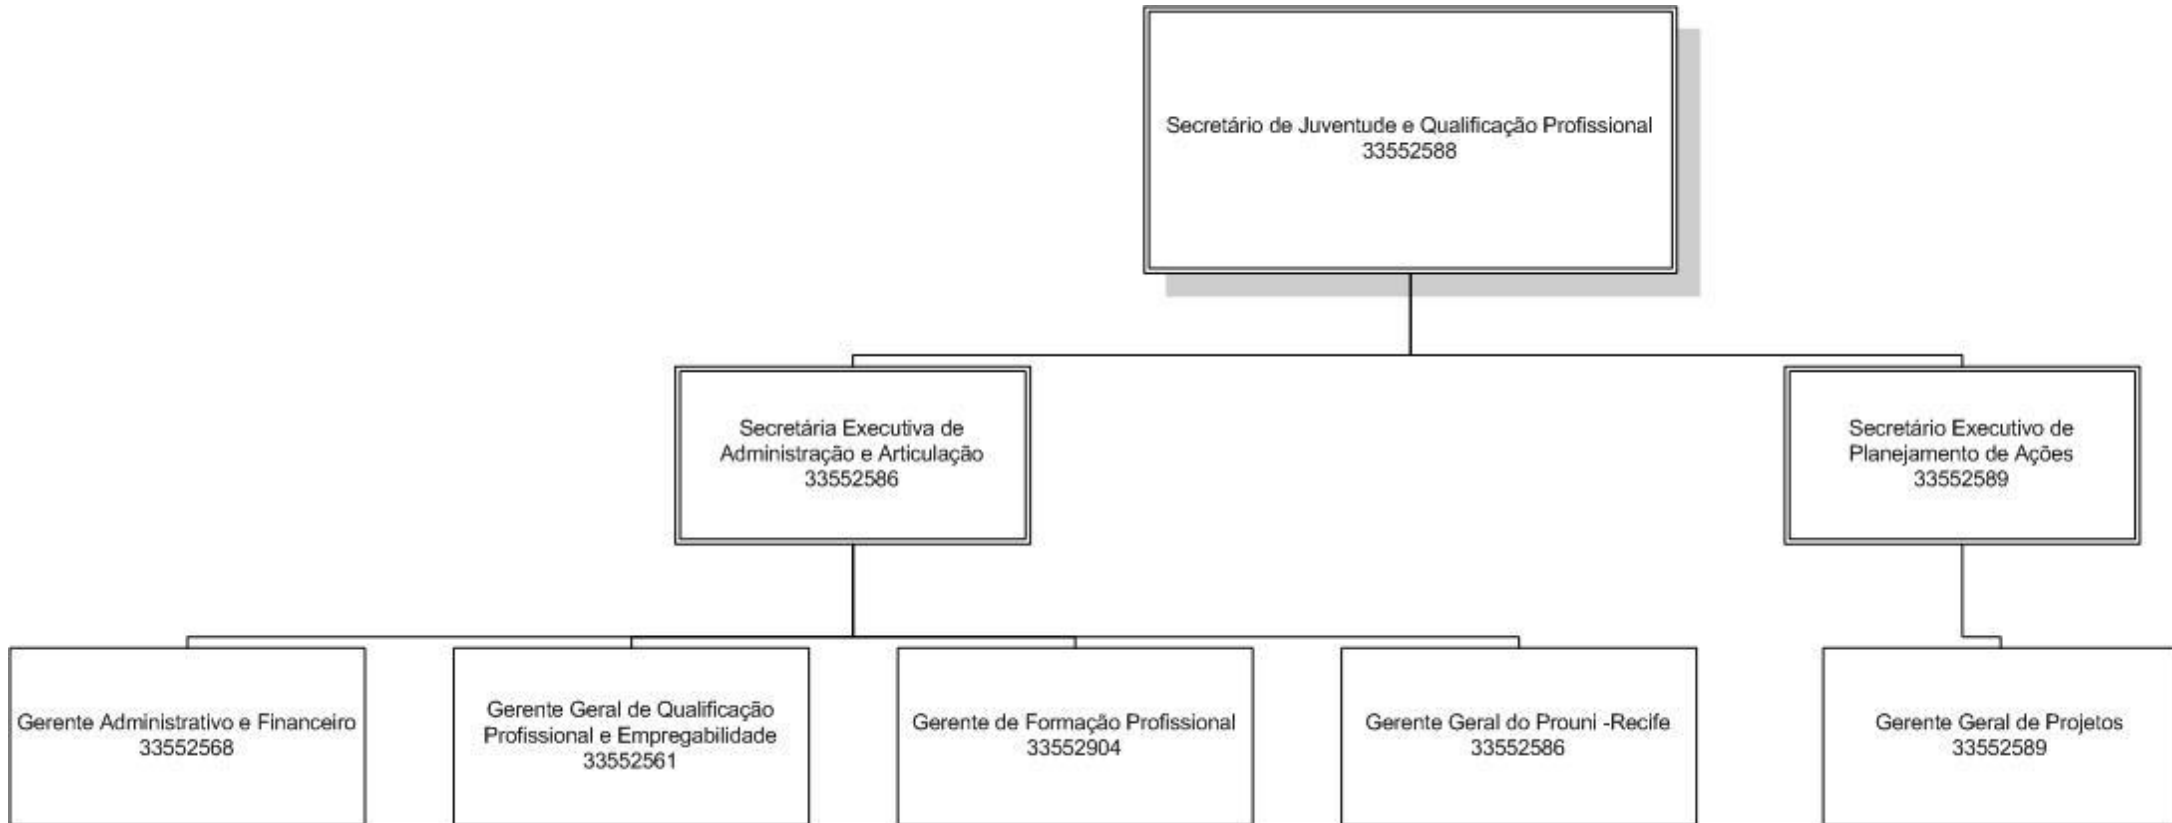 Secretário de Juventude e Qualificação Profissional
33552588
Secretária Executiva de
Administração e Articulação
33552586
Secretário Executivo de
Planejamento de Ações
33552589
Gerente Administrativo e Financeiro
33552568
Gerente Geral de Qualificação
Profissional e Empregabilidade
33552561
Gerente de Formação Profissional
33552904
Gerente Geral do Prouni -Recife
33552586
Gerente Geral de Projetos
33552589